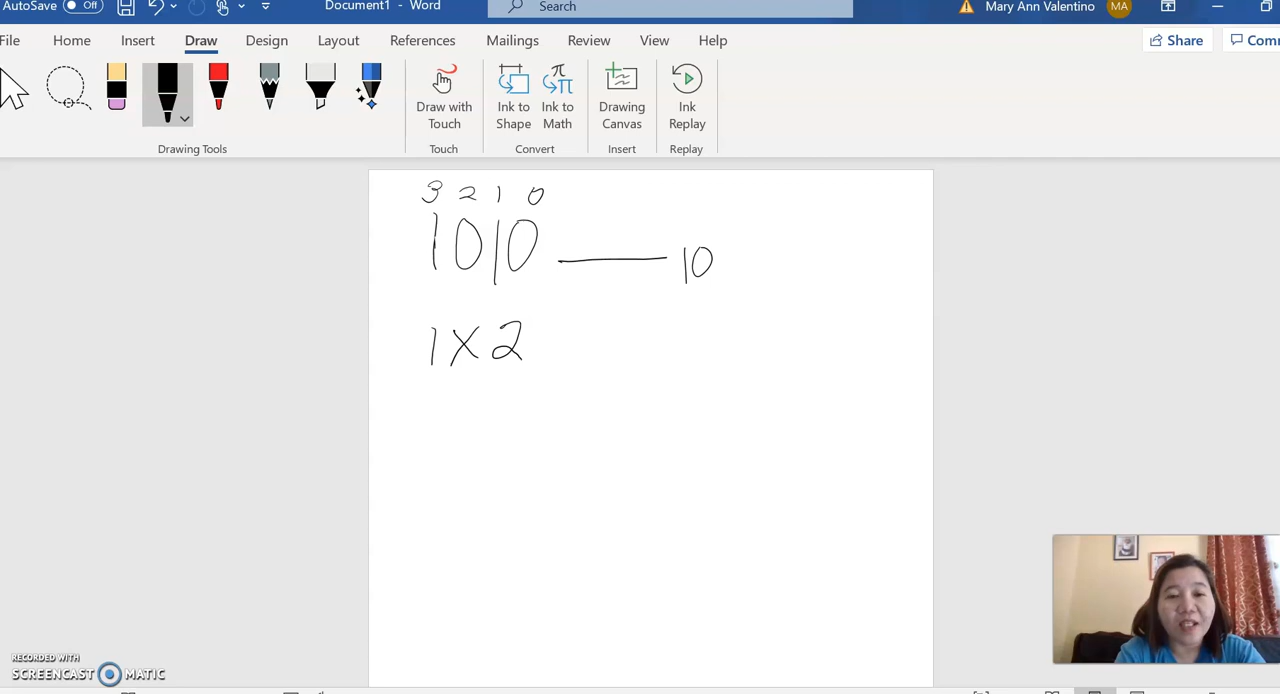 AutoSave Off Document1 - Word Search Mary Ann Valentino MA
File Home Insert Draw Design Layout References Mailings Review View Help Share Comm
Draw with Touch Ink to Shape Ink to Math Drawing Canvas Ink Replay
Drawing Tools Touch Convert Insert Replay
3 2 1 0
1010 ____ 10
1 X 2
RECORDED WITH
SCREENCAST MATIC